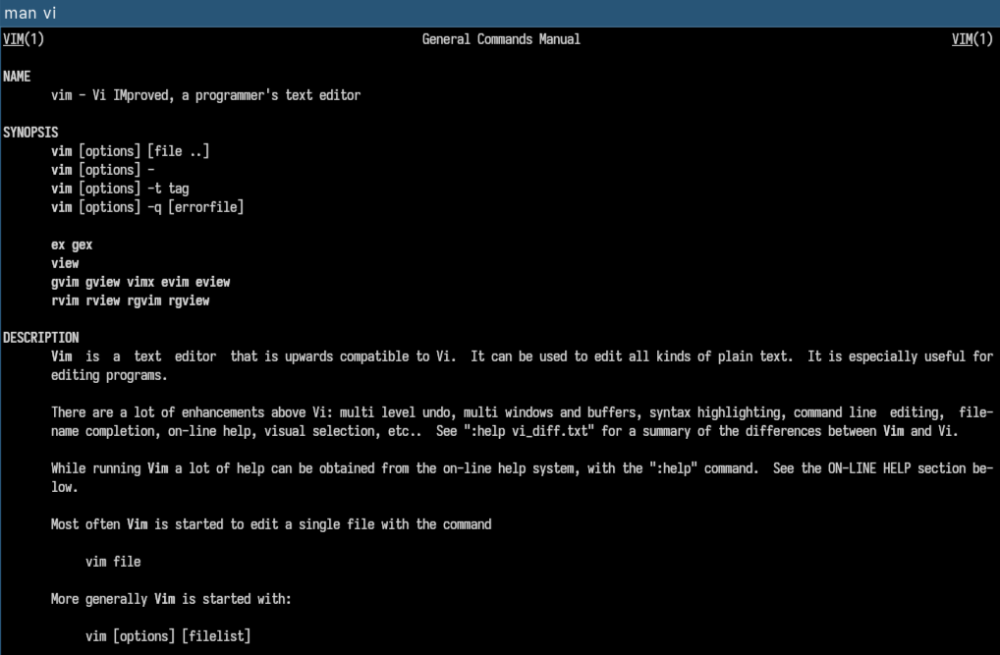 man vi
VIM(1) General Commands Manual VIM(1)
NAME
vim - Vi IMproved, a programmer's text editor
SYNOPSIS
vim [options] [file ..]
vim [options] -
vim [options] -t tag
vim [options] -q [errorfile]
ex gex
view
gvim gview vimx evim eview
rvim rview rgvim rgview
DESCRIPTION
Vim is a text editor that is upwards compatible to Vi. It can be used to edit all kinds of plain text. It is especially useful for
editing programs.
There are a lot of enhancements above Vi: multi level undo, multi windows and buffers, syntax highlighting, command line editing, file-
name completion, on-line help, visual selection, etc.. See ":help vi_diff.txt" for a summary of the differences between Vim and Vi.
While running Vim a lot of help can be obtained from the on-line help system, with the ":help" command. See the ON-LINE HELP section be-
low.
Most often Vim is started to edit a single file with the command
vim file
More generally Vim is started with:
vim [options] [filelist]